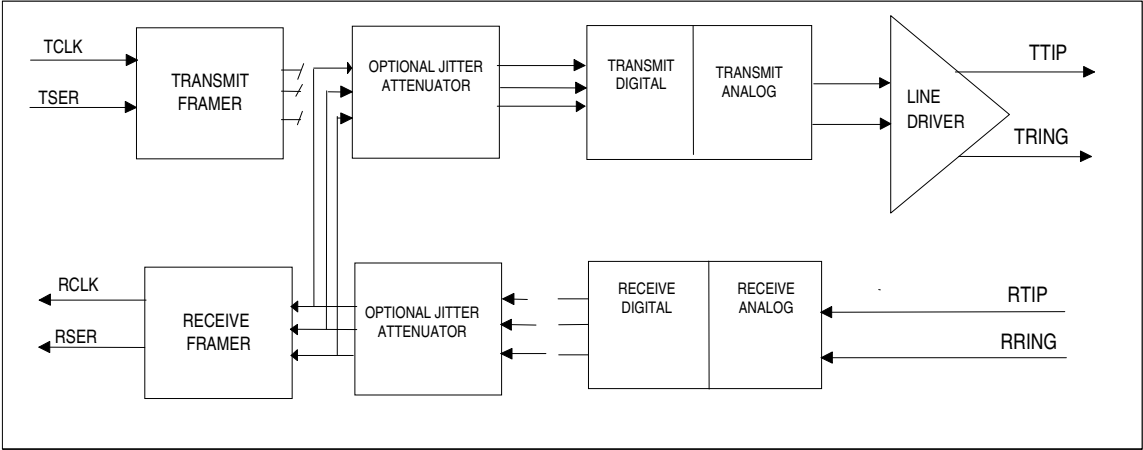 TCLK
TSER
TRANSMIT
FRAMER
OPTIONAL JITTER
ATTENUATOR
TRANSMIT
DIGITAL
TRANSMIT
ANALOG
LINE
DRIVER
TTIP
TRING
RCLK
RSER
RECEIVE
FRAMER
OPTIONAL JITTER
ATTENUATOR
RECEIVE
DIGITAL
RECEIVE
ANALOG
RTIP
RRING